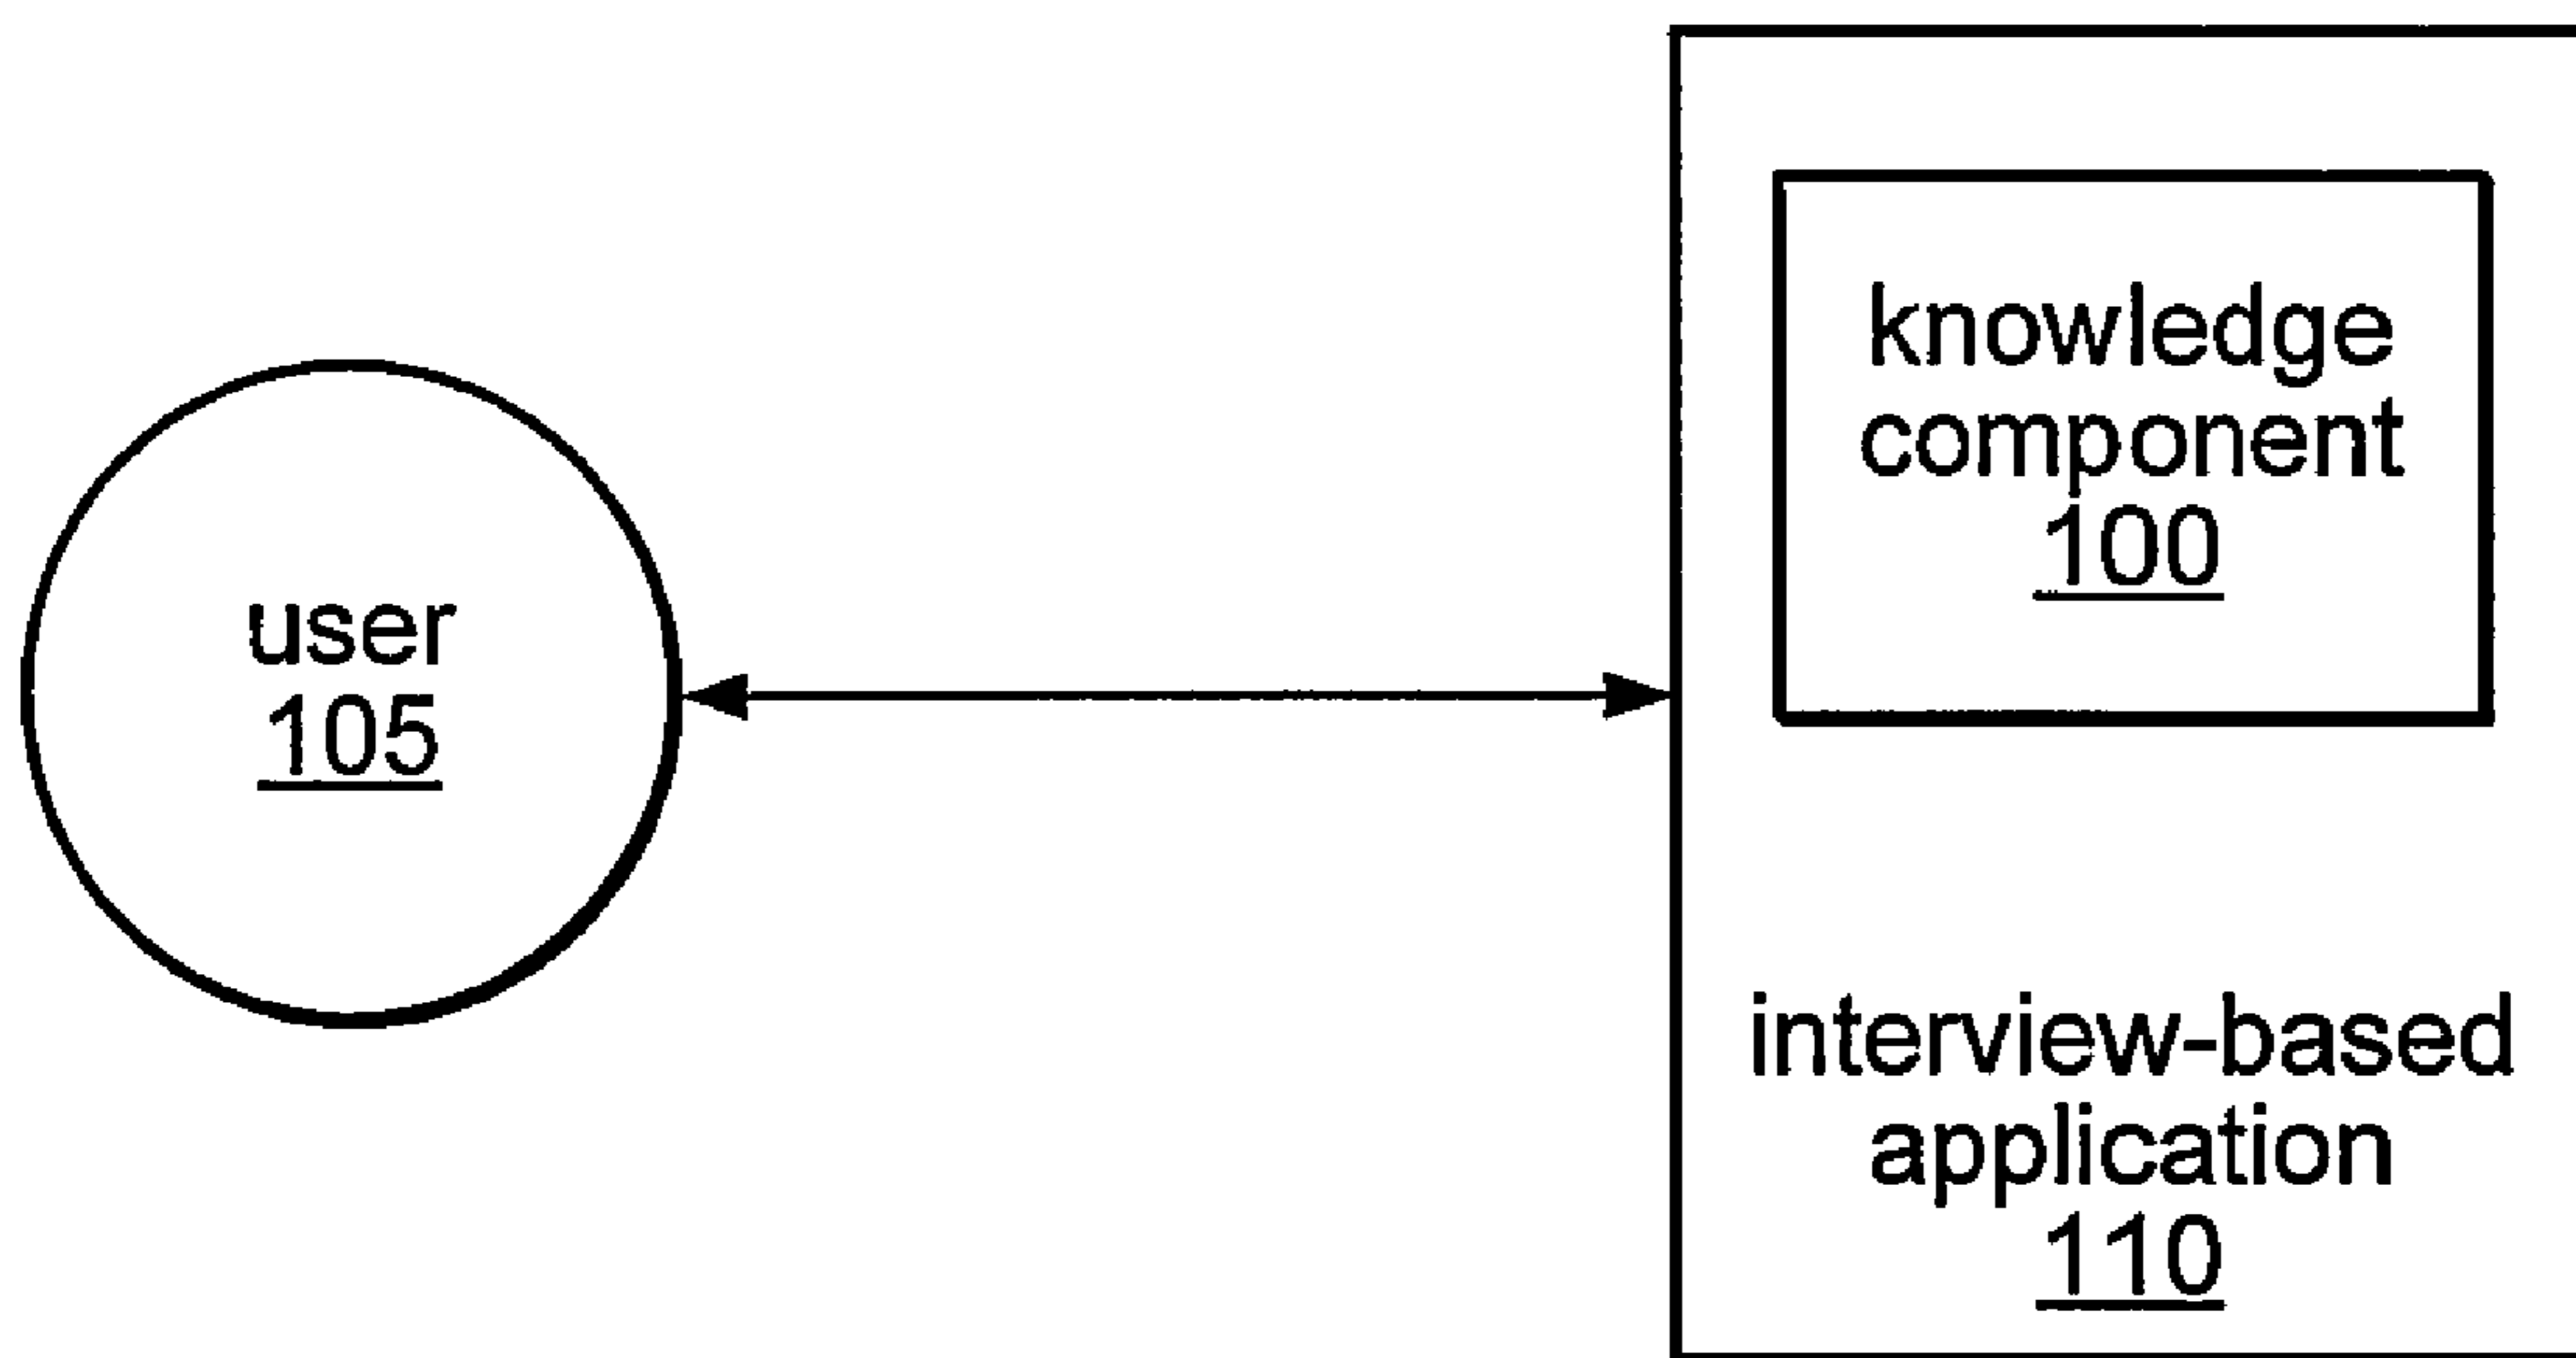 user
105
knowledge
component
100
interview-based
application
110